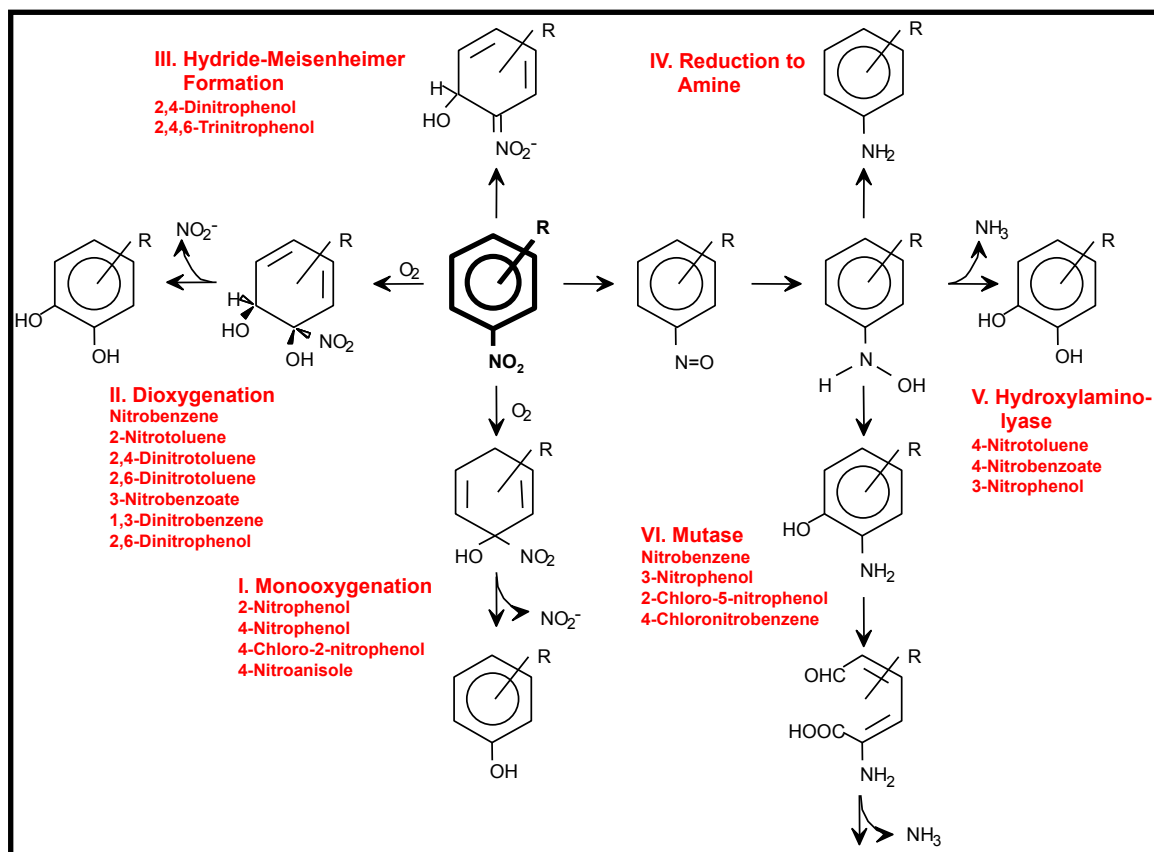 III. Hydride-Meisenheimer
Formation
2,4-Dinitrophenol
2,4,6-Trinitrophenol
R
H
HO
NO2-
IV. Reduction to
Amine
R
NH2
R
HO
OH
NO2-
R
H
HO
NO2
OH
O2
R
NO2
R
N=O
R
N
H
OH
NH3
R
HO
OH
II. Dioxygenation
Nitrobenzene
2-Nitrotoluene
2,4-Dinitrotoluene
2,6-Dinitrotoluene
3-Nitrobenzoate
1,3-Dinitrobenzene
2,6-Dinitrophenol
O2
R
HO
NO2
V. Hydroxylamino-
lyase
4-Nitrotoluene
4-Nitrobenzoate
3-Nitrophenol
R
HO
NH2
VI. Mutase
Nitrobenzene
3-Nitrophenol
2-Chloro-5-nitrophenol
4-Chloronitrobenzene
I. Monooxygenation
2-Nitrophenol
4-Nitrophenol
4-Chloro-2-nitrophenol
4-Nitroanisole
NO2-
R
OH
R
OHC
HOOC
NH2
NH3